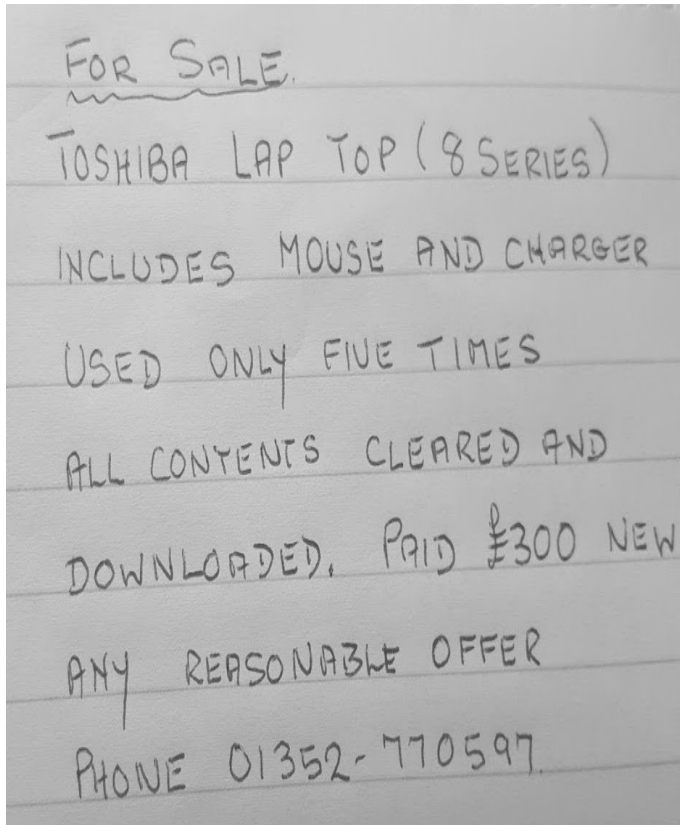 FOR SALE.
TOSHIBA LAP TOP (8 SERIES)
INCLUDES MOUSE AND CHARGER
USED ONLY FIVE TIMES
ALL CONTENTS CLEARED AND
DOWNLOADED. PAID £300 NEW
ANY REASONABLE OFFER
PHONE 01352-770597.